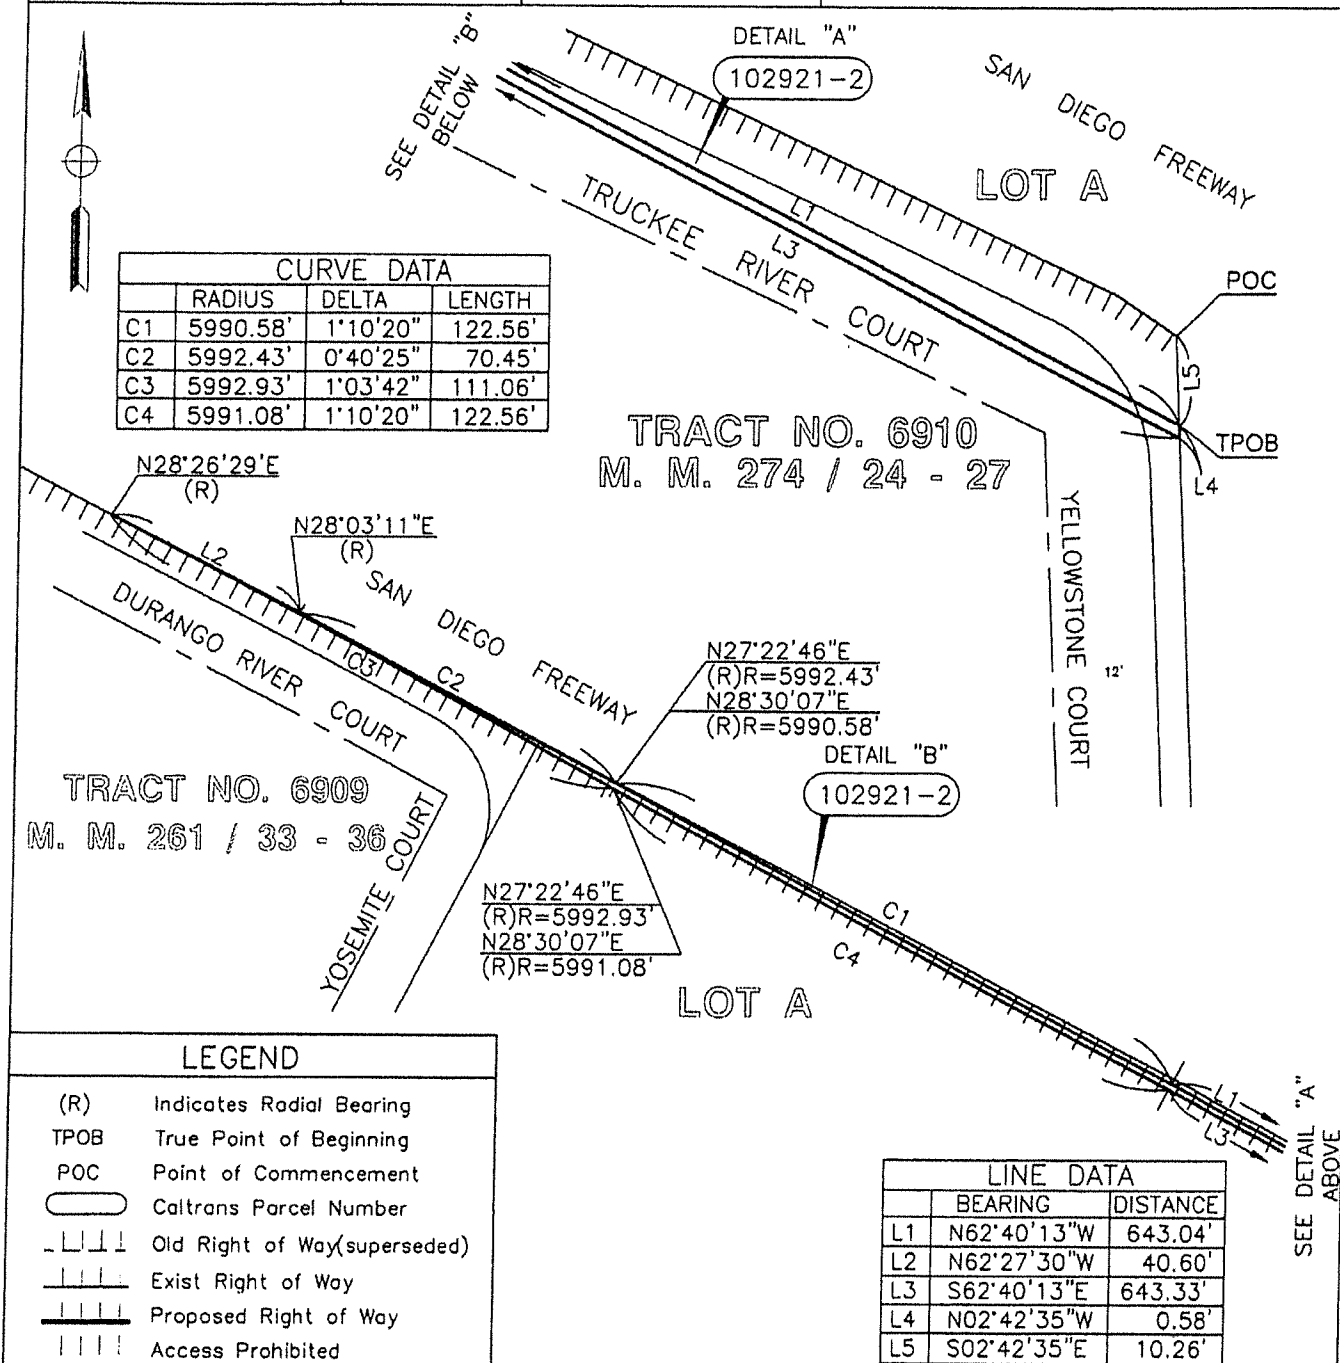 DETAIL "A"
102921-2
SEE DETAIL "B"
BELOW
SAN DIEGO FREEWAY
LOT A
L1
L3
TRUCKEE RIVER COURT
POC
L5
TPOB
L4
CURVE DATA
RADIUS DELTA LENGTH
C1 5990.58' 1°10'20" 122.56'
C2 5992.43' 0°40'25" 70.45'
C3 5992.93' 1°03'42" 111.06'
C4 5991.08' 1°10'20" 122.56'
TRACT NO. 6910
M. M. 274 / 24 - 27
YELLOWSTONE COURT
12'
N28°26'29'E
(R)
N28°03'11"E
(R)
L2
SAN DIEGO FREEWAY
DURANGO RIVER COURT
C3
C2
N27°22'46"E
(R)R=5992.43'
N28°30'07"E
(R)R=5990.58'
DETAIL "B"
102921-2
TRACT NO. 6909
M. M. 261 / 33 - 36
YOSEMITE COURT
N27°22'46"E
(R)R=5992.93'
N28°30'07"E
(R)R=5991.08'
C1
C4
LOT A
L1
L3
SEE DETAIL "A"
ABOVE
LEGEND
(R) Indicates Radial Bearing
TPOB True Point of Beginning
POC Point of Commencement
Caltrans Parcel Number
Old Right of Way(superseded)
Exist Right of Way
Proposed Right of Way
Access Prohibited
LINE DATA
BEARING DISTANCE
L1 N62°40'13"W 643.04'
L2 N62°27'30"W 40.60'
L3 S62°40'13"E 643.33'
L4 N02°42'35"W 0.58'
L5 S02°42'35"E 10.26'